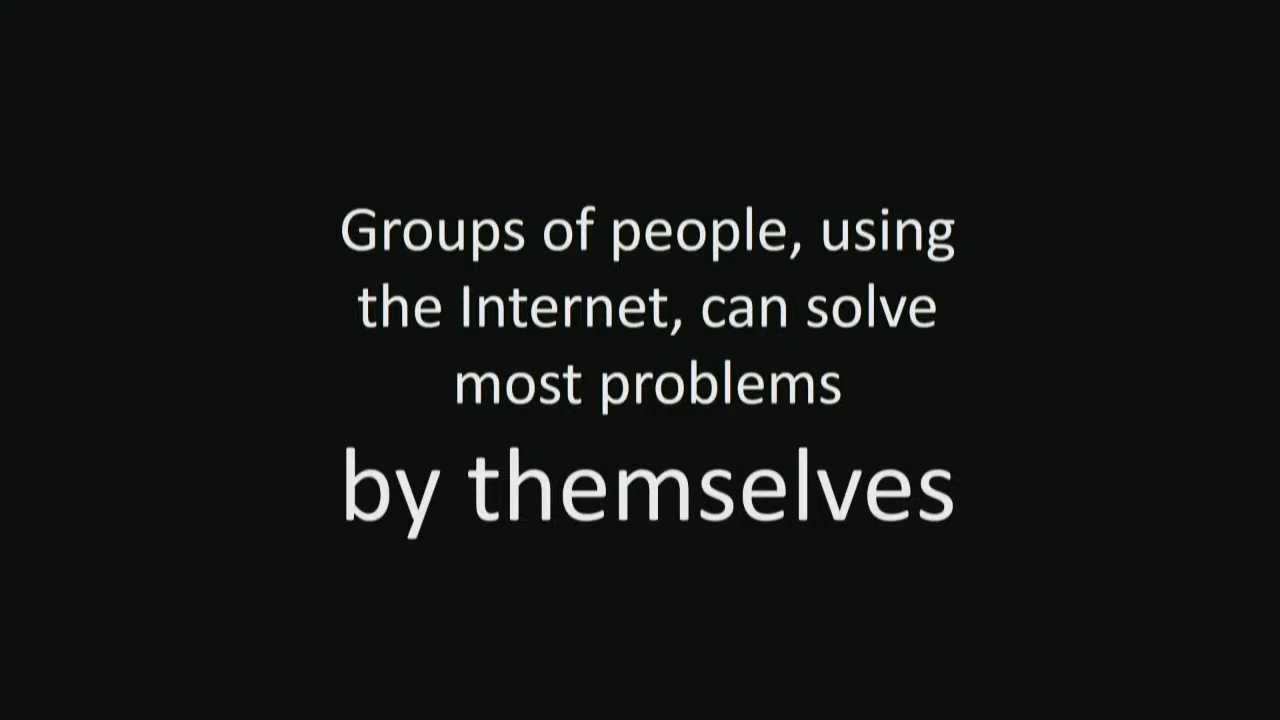 Groups of people, using
the Internet, can solve
most problems
by themselves